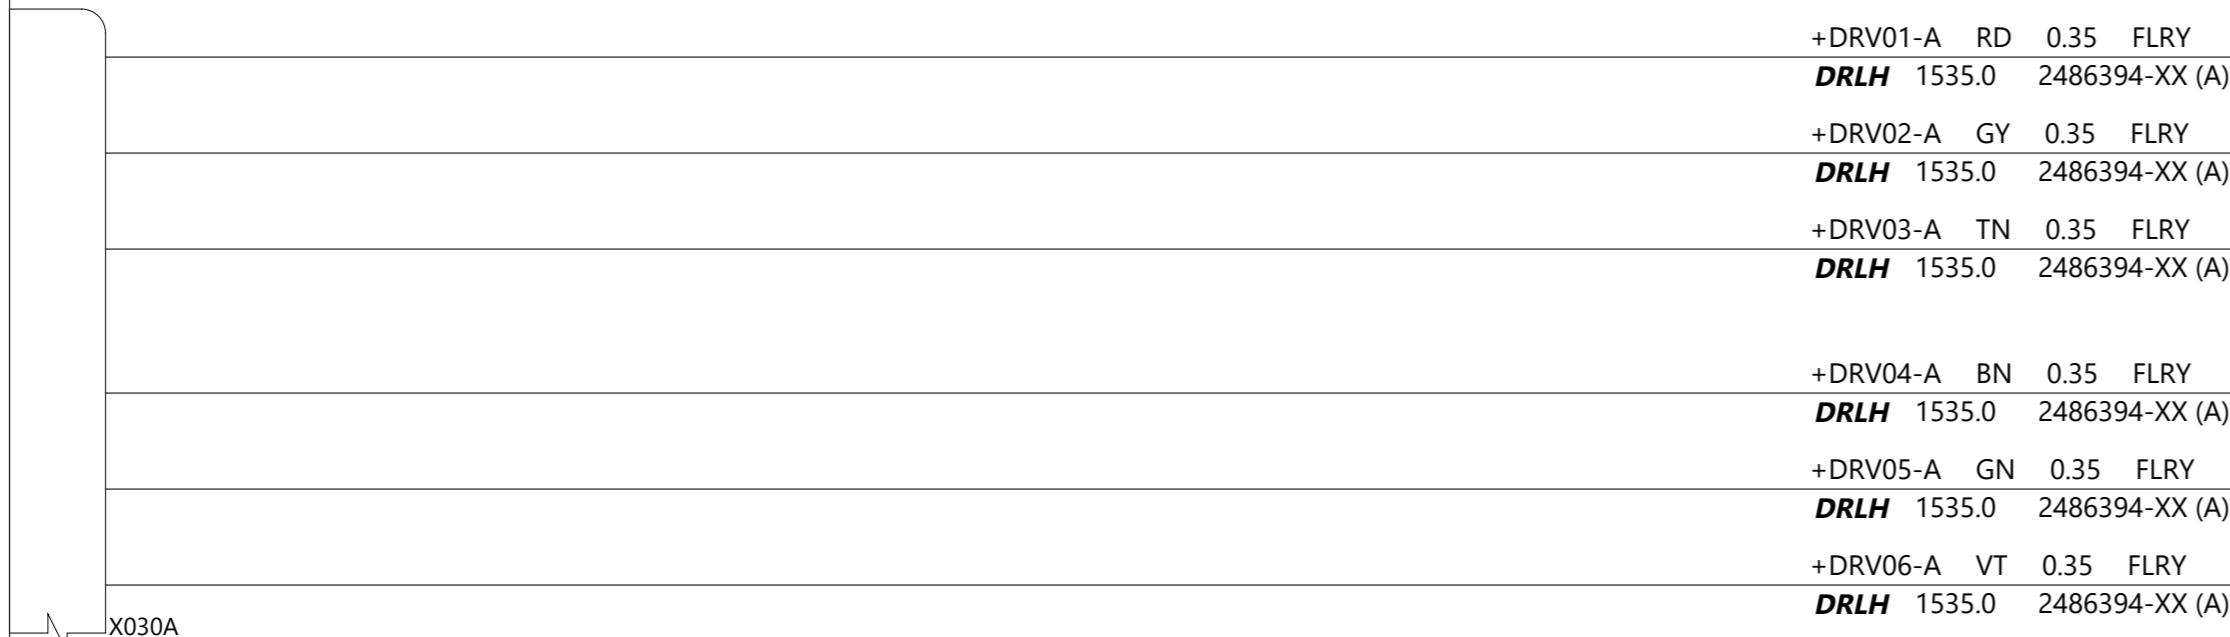 +DRV01-A RD 0.35 FLRY
DRLH 1535.0 2486394-XX (A)
+DRV02-A GY 0.35 FLRY
DRLH 1535.0 2486394-XX (A)
+DRV03-A TN 0.35 FLRY
DRLH 1535.0 2486394-XX (A)
+DRV04-A BN 0.35 FLRY
DRLH 1535.0 2486394-XX (A)
+DRV05-A GN 0.35 FLRY
DRLH 1535.0 2486394-XX (A)
+DRV06-A VT 0.35 FLRY
DRLH 1535.0 2486394-XX (A)
X030A